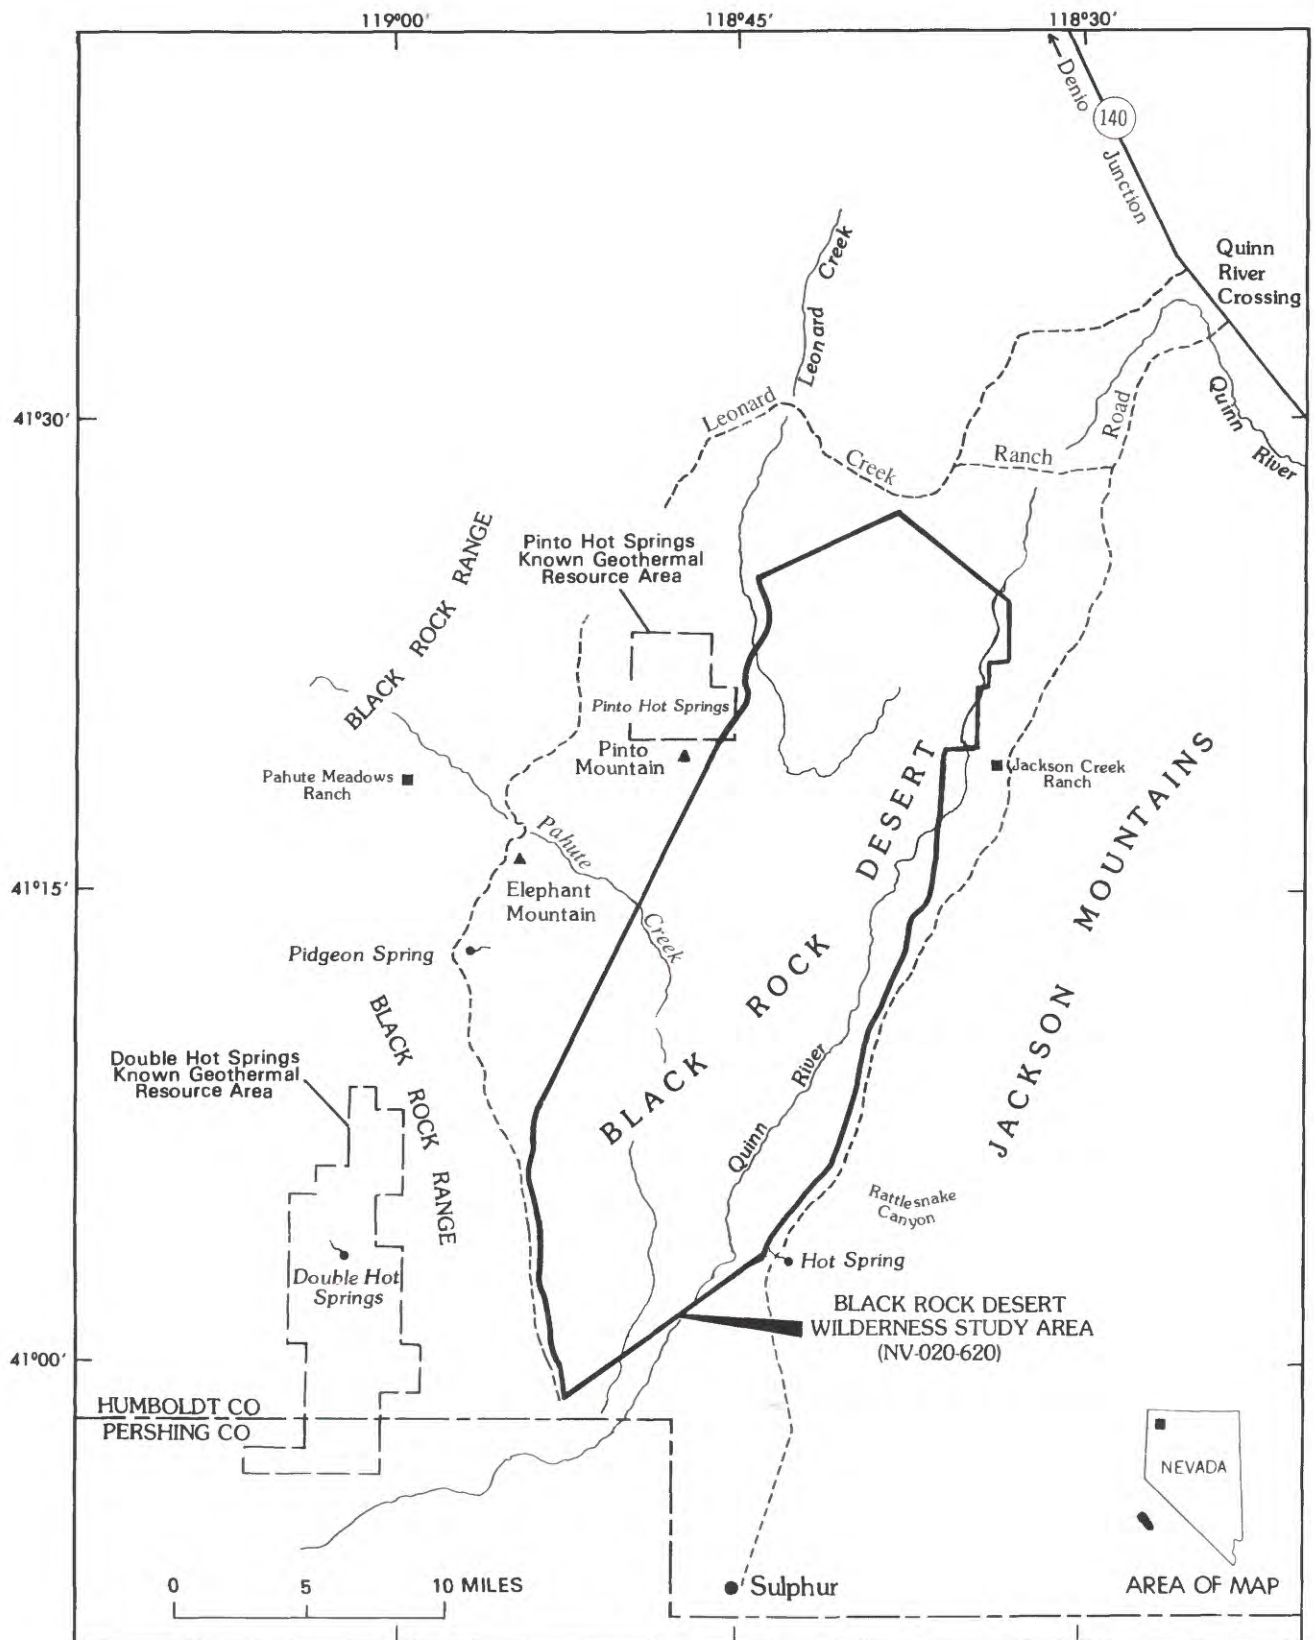 119°00'
118°45'
118°30'
Denio
Junction
140
Quinn
River
Crossing
Leonard Creek
41°30'
Leonard
Creek
Ranch
Road
Quinn
River
BLACK ROCK RANGE
Pinto Hot Springs
Known Geothermal
Resource Area
Pinto Hot Springs
Pinto
Mountain
Pahute Meadows
Ranch
Jackson Creek
Ranch
Pahute
Creek
41°15'
Elephant
Mountain
Pidgeon Spring
BLACK ROCK DESERT
JACKSON MOUNTAINS
BLACK ROCK RANGE
Double Hot Springs
Known Geothermal
Resource Area
Quinn
River
Rattlesnake
Canyon
Hot Spring
Double Hot
Springs
BLACK ROCK DESERT
WILDERNESS STUDY AREA
(NV-020-620)
41°00'
HUMBOLDT CO
PERSHING CO
NEVADA
0 5 10 MILES
Sulphur
AREA OF MAP